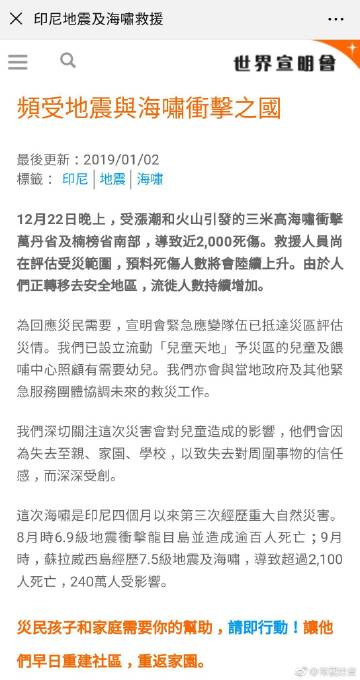 印尼地震及海嘯救援
世界宣明會
頻受地震與海嘯衝擊之國
最後更新：2019/01/02
標籤： 印尼 | 地震 | 海嘯
12月22日晚上，受漲潮和火山引發的三米高海嘯衝擊
萬丹省及楠榜省南部，導致近2,000死傷。救援人員尚
在評估受災範圍，預料死傷人數將會陸續上升。由於人
們正轉移去安全地區，流徙人數持續增加。
為回應災民需要，宣明會緊急應變隊伍已抵達災區評估
災情。我們已設立流動「兒童天地」予災區的兒童及餵
哺中心照顧有需要幼兒。我們亦會與當地政府及其他緊
急服務團體協調未來的救災工作。
我們深切關注這次災害會對兒童造成的影響，他們會因
為失去至親、家園、學校，以致失去對周圍事物的信任
感，而深深受創。
這次海嘯是印尼四個月以來第三次經歷重大自然災害。
8月時6.9級地震衝擊龍目島並造成逾百人死亡；9月
時，蘇拉威西島經歷7.5級地震及海嘯，導致超過2,100
人死亡，240萬人受影響。
災民孩子和家庭需要你的幫助，請即行動！讓他
們早日重建社區，重返家園。